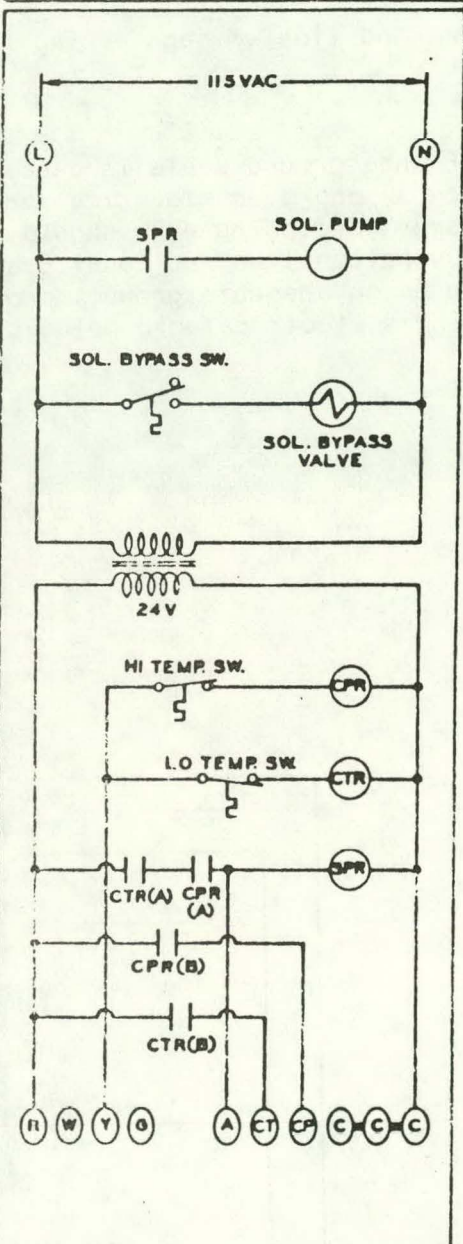 115VAC
L N
SPR SOL. PUMP
SOL. BYPASS SW.
SOL. BYPASS
VALVE
24V
HI TEMP. SW. CPR
LO TEMP. SW. CTR
SPR
CTR(A) CPR
(A)
CPR(B)
CTR(B)
R W Y G A CT CP C C C